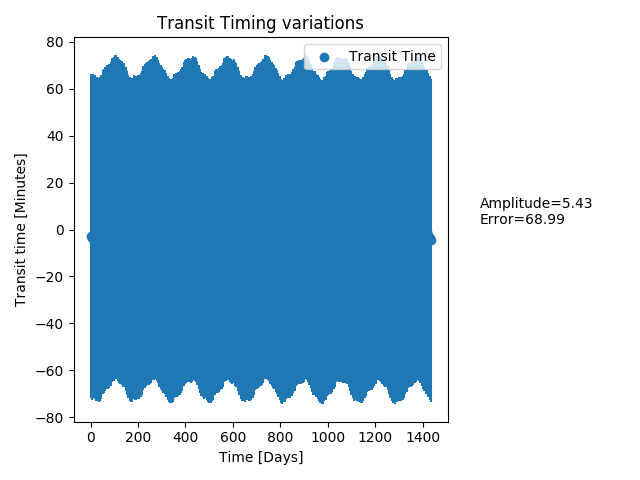 Transit Timing variations
Transit Time
80
60
40
20
0
−20
−40
−60
−80
Transit time [Minutes]
0 200 400 600 800 1000 1200 1400
Time [Days]
Amplitude=5.43
Error=68.99